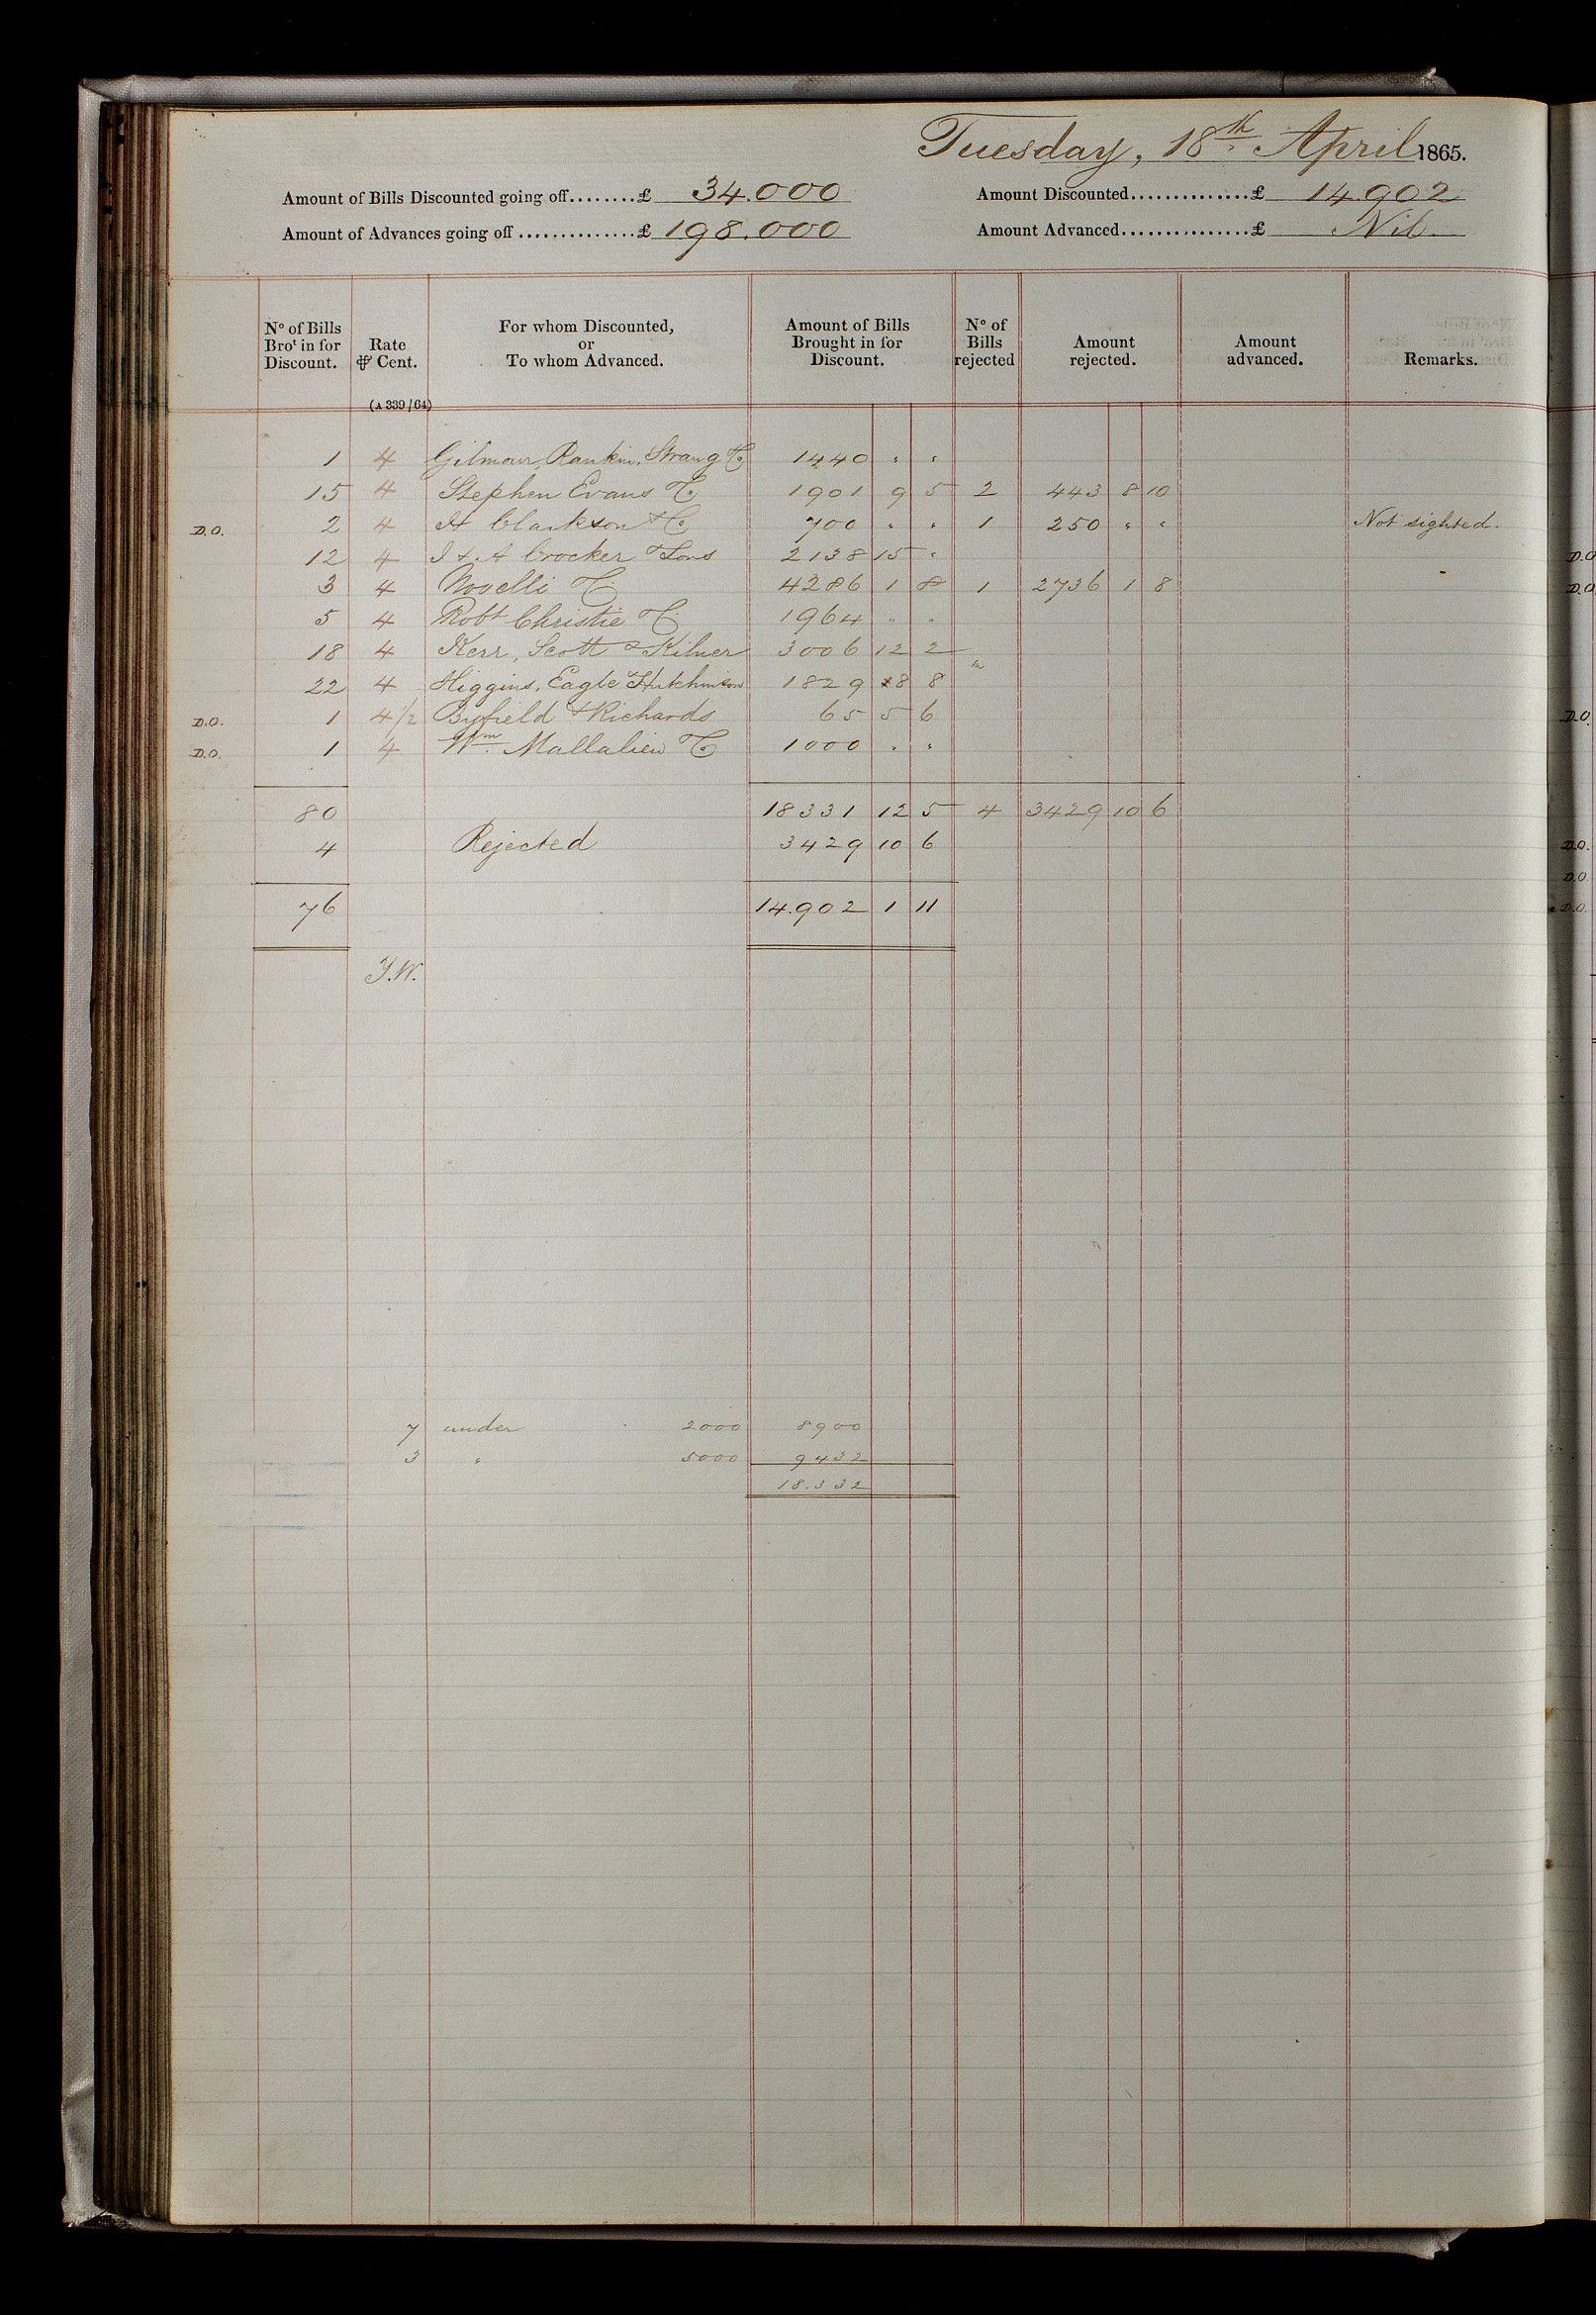 Tuesday, 18th April 1865.
Amount of Bills Discounted going off........£ 34.000 Amount Discounted..............£ 14.902
Amount of Advances going off..............£ 198.000 Amount Advanced...............£ Nil
No of Bills Brot in for Discount. Rate ⅌ Cent. For whom Discounted, or To whom Advanced. Amount of Bills Brought in for Discount. No of Bills rejected Amount rejected. Amount advanced. Remarks.
(A 339/64)
1 4 Gilmour, Rankin, Strang & Co 1440 " "
15 4 Stephen Evans & Co 1901 9 5 2 443 8 10
D.O. 2 4 H Clarkson & Co 700 " " 1 250 " " Not sighted.
12 4 I & A Crocker & Sons 2138 15 "
3 4 Novelli & Co 4286 1 8 1 2736 1 8
5 4 Robt Christie & Co 1964 " "
18 4 Kerr, Scott & Kilner 3006 12 2
22 4 Higgins, Eagle & Hutchinson 1829 8 8
D.O. 1 4½ Byfield & Richards 65 5 6
D.O. 1 4 Wm Mallalieu & Co 1000 " "
80 18331 12 5 4 3429 10 6
4 Rejected 3429 10 6
76 14.902 1 11
7 under 2000 8900
3 " 5000 9432
18.332
D.O.
D.O.
D.O.
D.O.
D.O.
D.O.